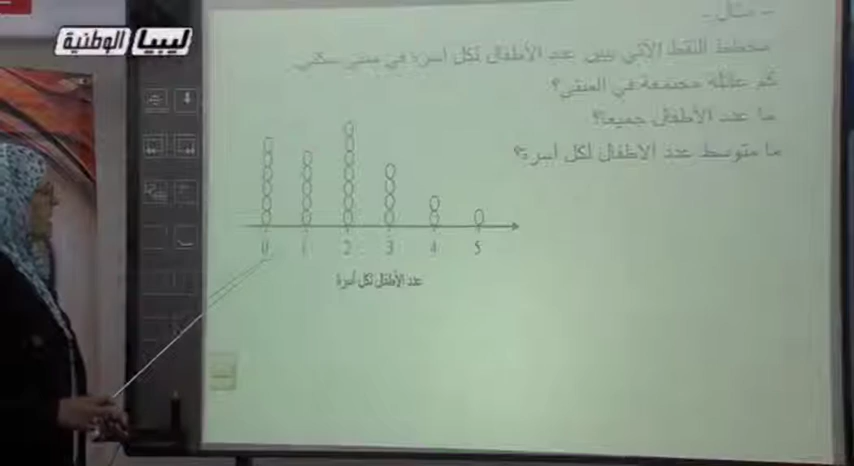 ليبيا الوطنية
- مثال -
مخطط النقط الآتي يبين عدد الأطفال لكل أسرة في مبنى سكني
كم عائلة مجتمعة في المبنى؟
ما عدد الأطفال جميعا؟
ما متوسط عدد الأطفال لكل أسرة؟
0 1 2 3 4 5
عدد الأطفال لكل أسرة